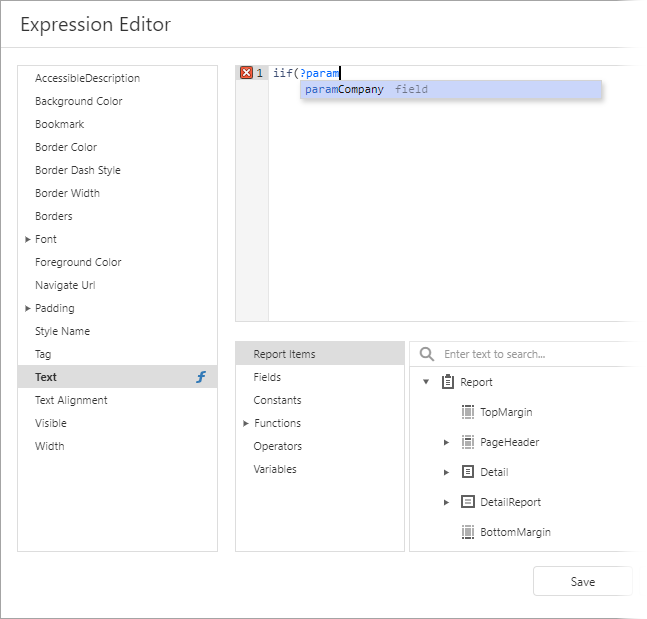 Expression Editor
AccessibleDescription
Background Color
Bookmark
Border Color
Border Dash Style
Border Width
Borders
Font
Foreground Color
Navigate Url
Padding
Style Name
Tag
Text
Text Alignment
Visible
Width
1 iif(?param
paramCompany field
Report Items
Fields
Constants
Functions
Operators
Variables
Enter text to search...
Report
TopMargin
PageHeader
Detail
DetailReport
BottomMargin
Save